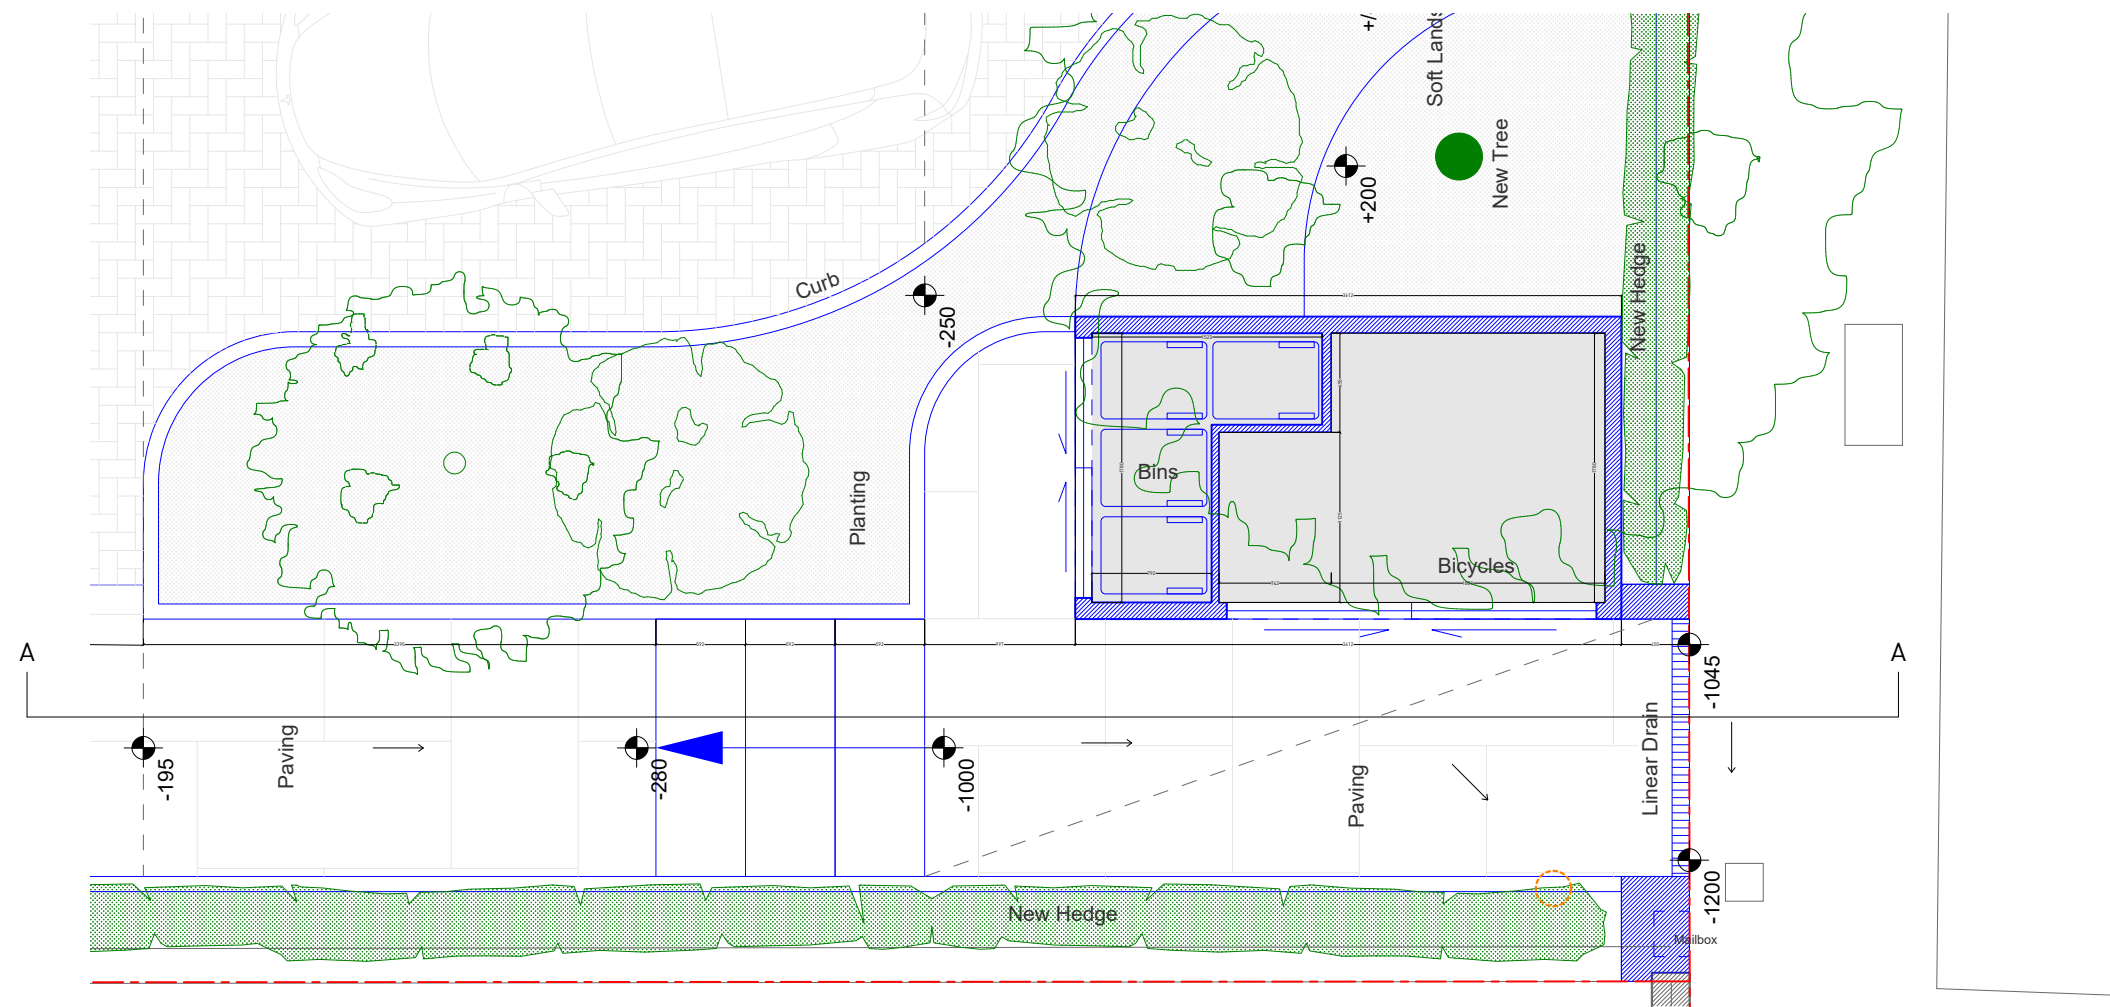 +/
Soft Lands
New Tree
+200
New Hedge
Curb
-250
Planting
Bins
Bicycles
A
A
-1045
Paving
-195
-280
-1000
Paving
Linear Drain
-1200
New Hedge
Mailbox